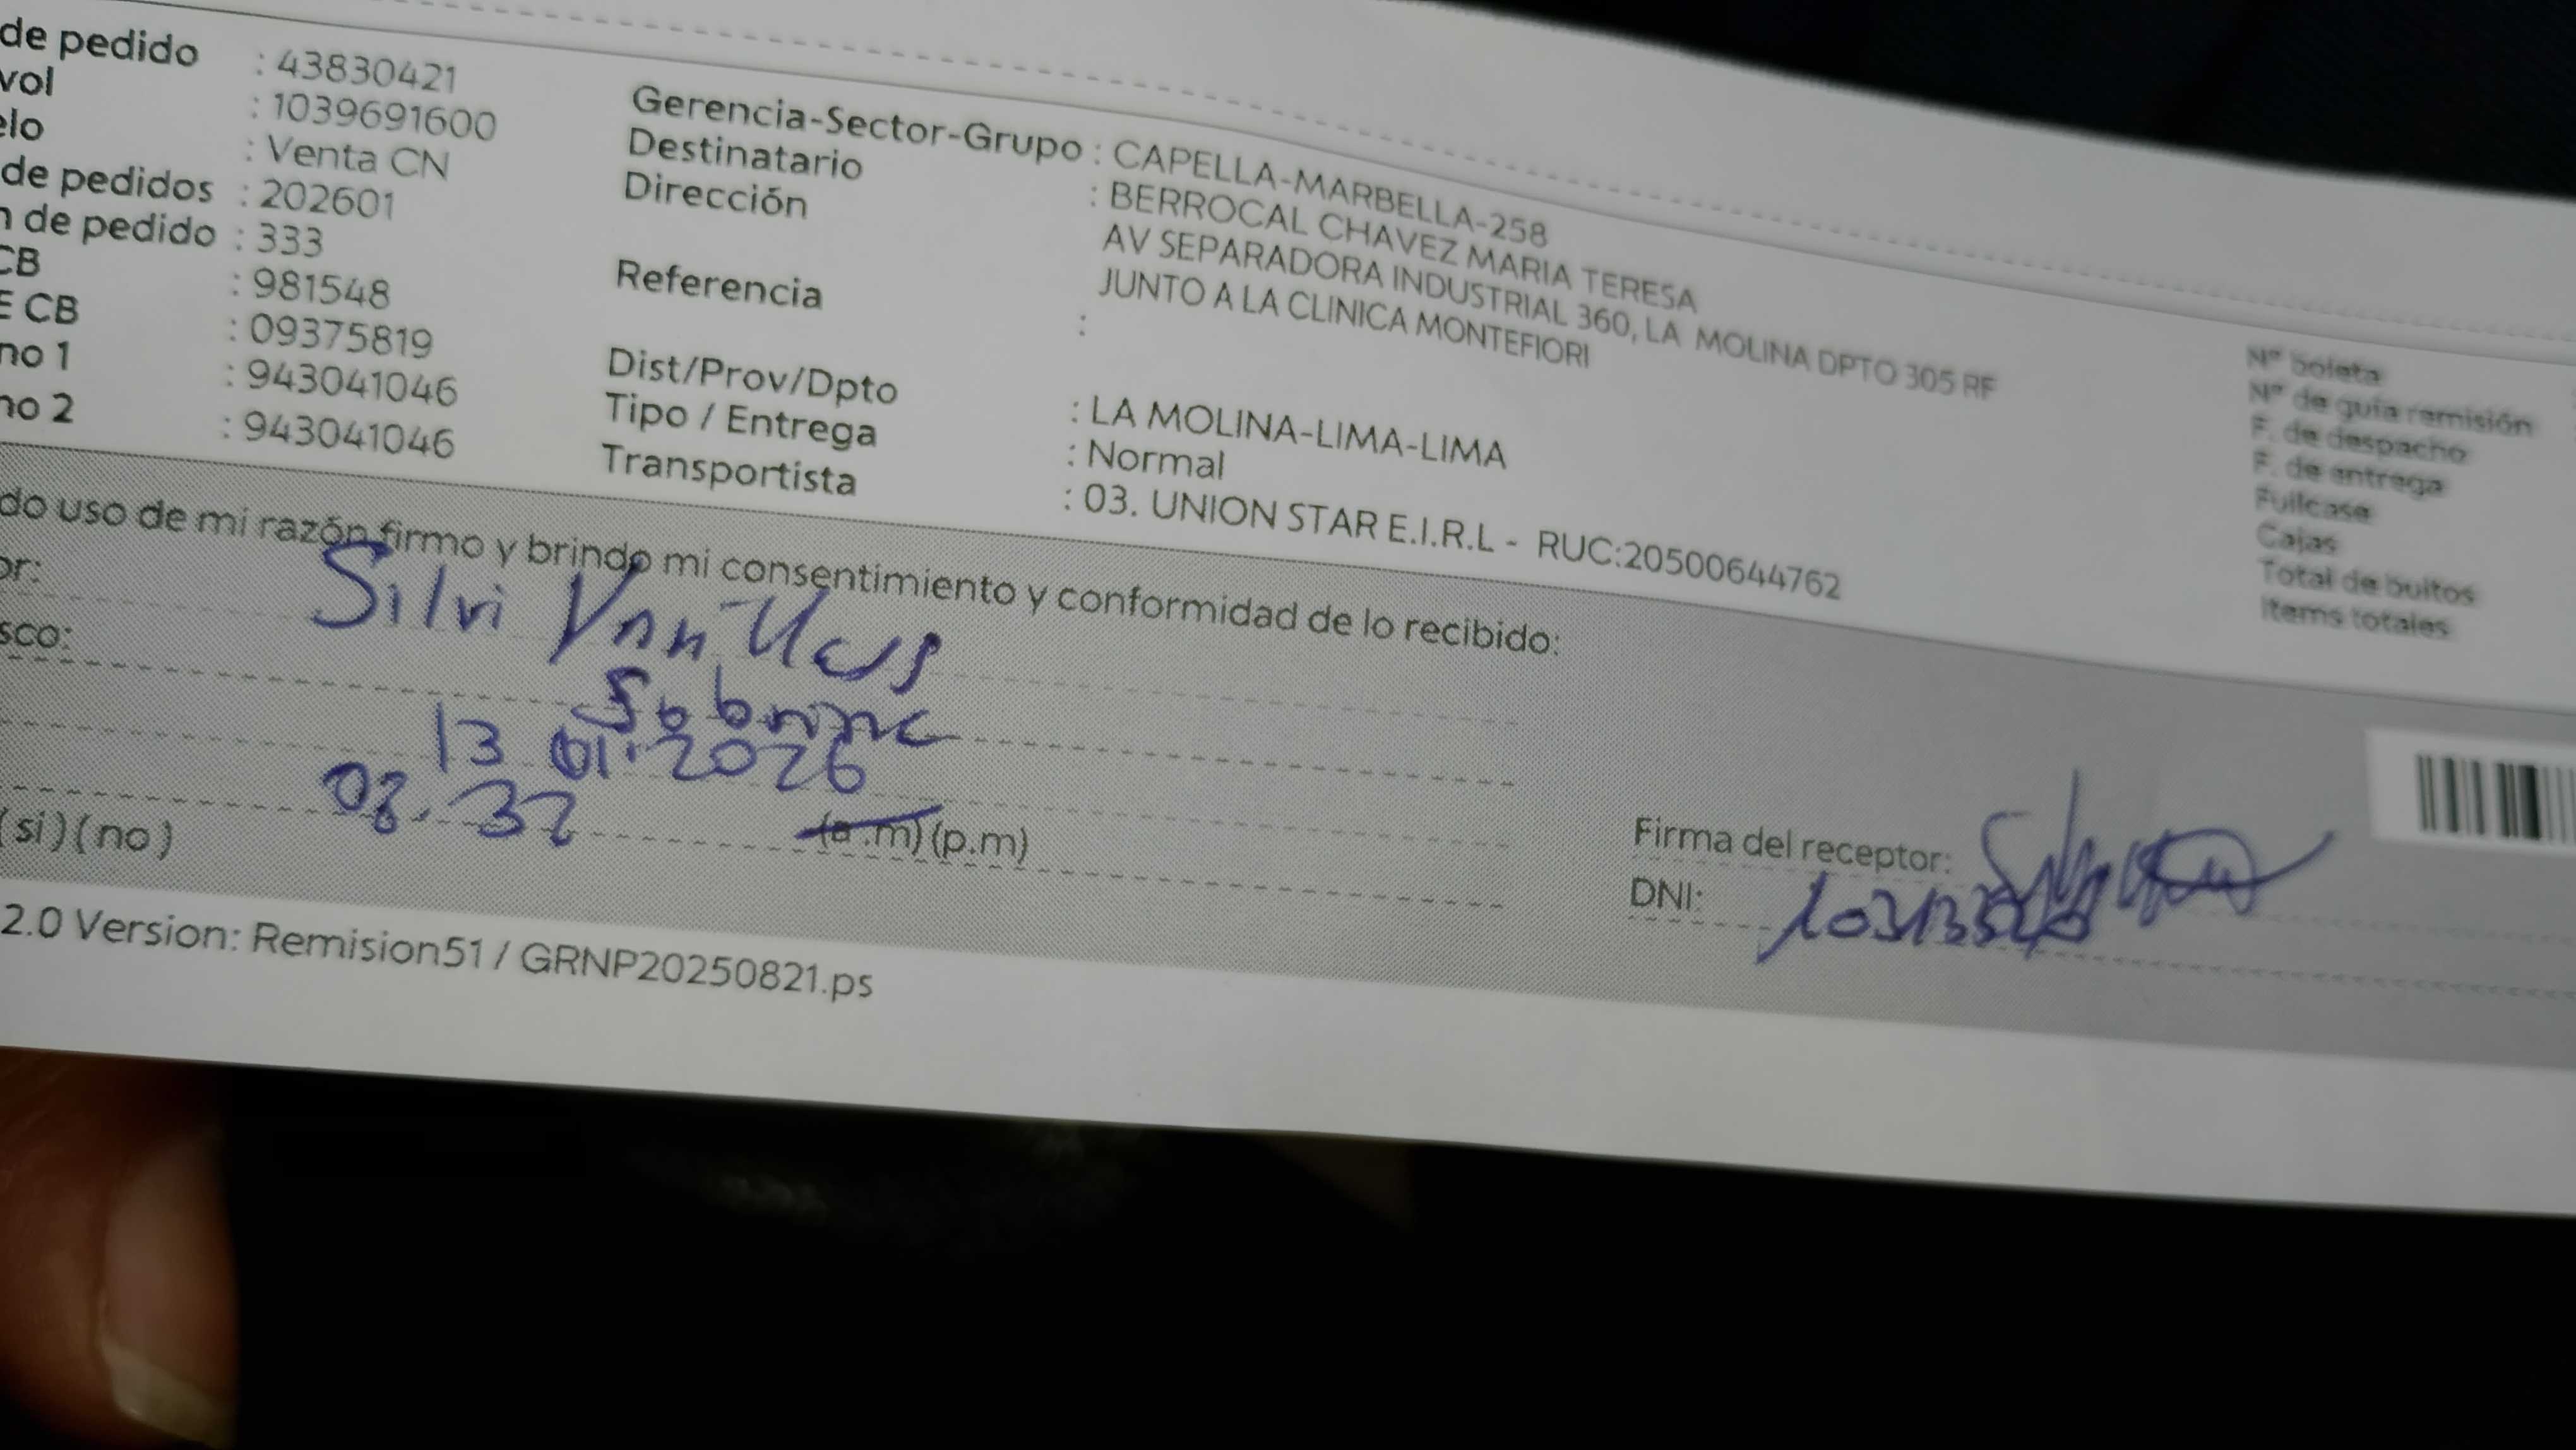 de pedido : 43830421
vol : 1039691600
elo : Venta CN
de pedidos : 202601
n de pedido : 333
CB : 981548
E CB : 09375819
no 1 : 943041046
no 2 : 943041046
Gerencia-Sector-Grupo : CAPELLA-MARBELLA-258
Destinatario : BERROCAL CHAVEZ MARIA TERESA
Dirección AV SEPARADORA INDUSTRIAL 360, LA MOLINA DPTO 305 RF
JUNTO A LA CLINICA MONTEFIORI
Referencia :
Dist/Prov/Dpto : LA MOLINA-LIMA-LIMA
Tipo / Entrega : Normal
Transportista : 03. UNION STAR E.I.R.L - RUC:20500644762
N° boleta
N° de guia remisión
F. de despacho
F. de entrega
Fullcase
Cajas
Total de bultos
Items totales
do uso de mi razón firmo y brindo mi consentimiento y conformidad de lo recibido:
or: Silvi
sco:
13 01.2026
08.32 (a.m) (p.m)
(si) (no)
Firma del receptor:
DNI:
2.0 Version: Remision51 / GRNP20250821.ps